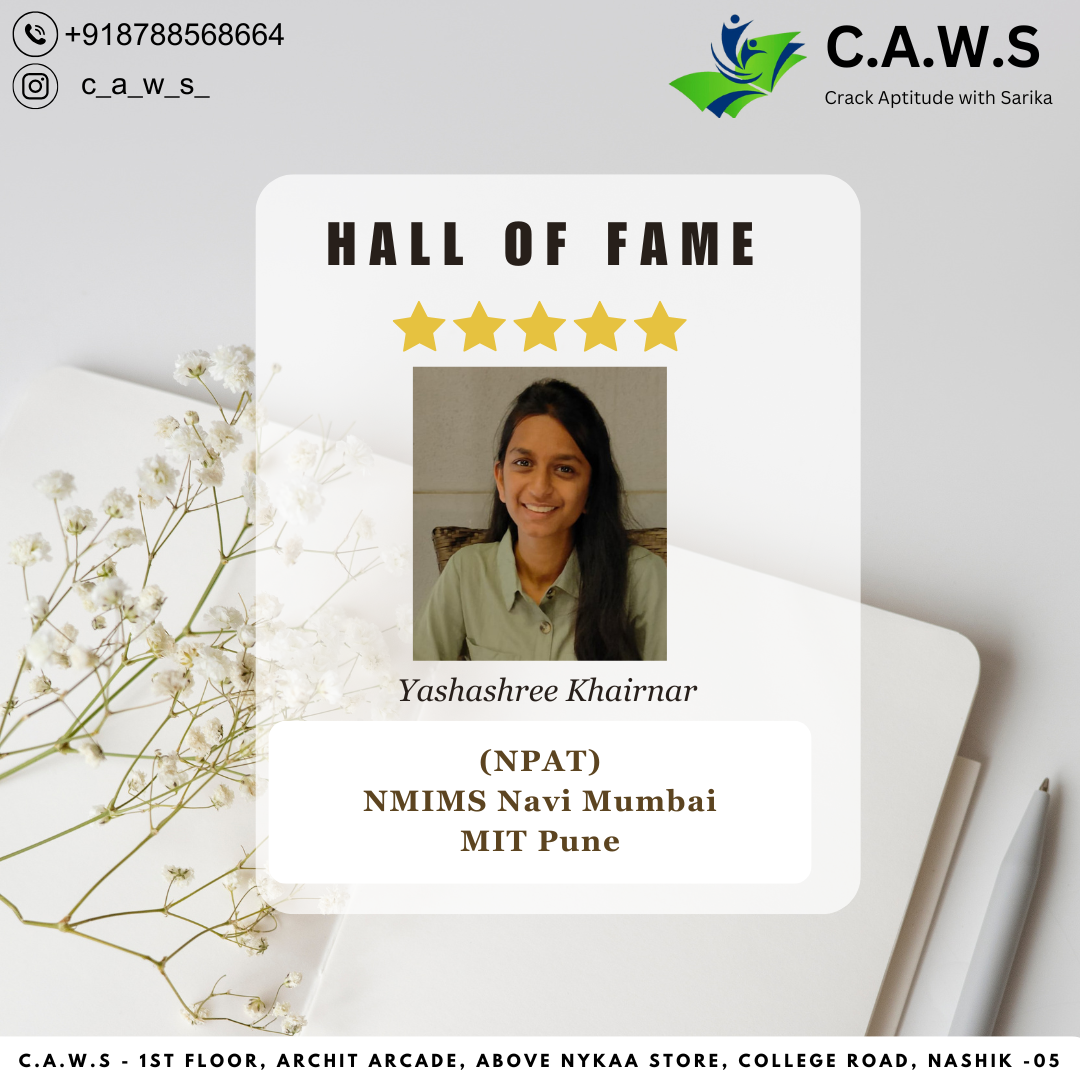 +918788568664
c_a_w_s_
C.A.W.S
Crack Aptitude with Sarika
HALL OF FAME
Yashashree Khairnar
(NPAT)
NMIMS Navi Mumbai
MIT Pune
C.A.W.S - 1ST FLOOR, ARCHIT ARCADE, ABOVE NYKAA STORE, COLLEGE ROAD, NASHIK -05